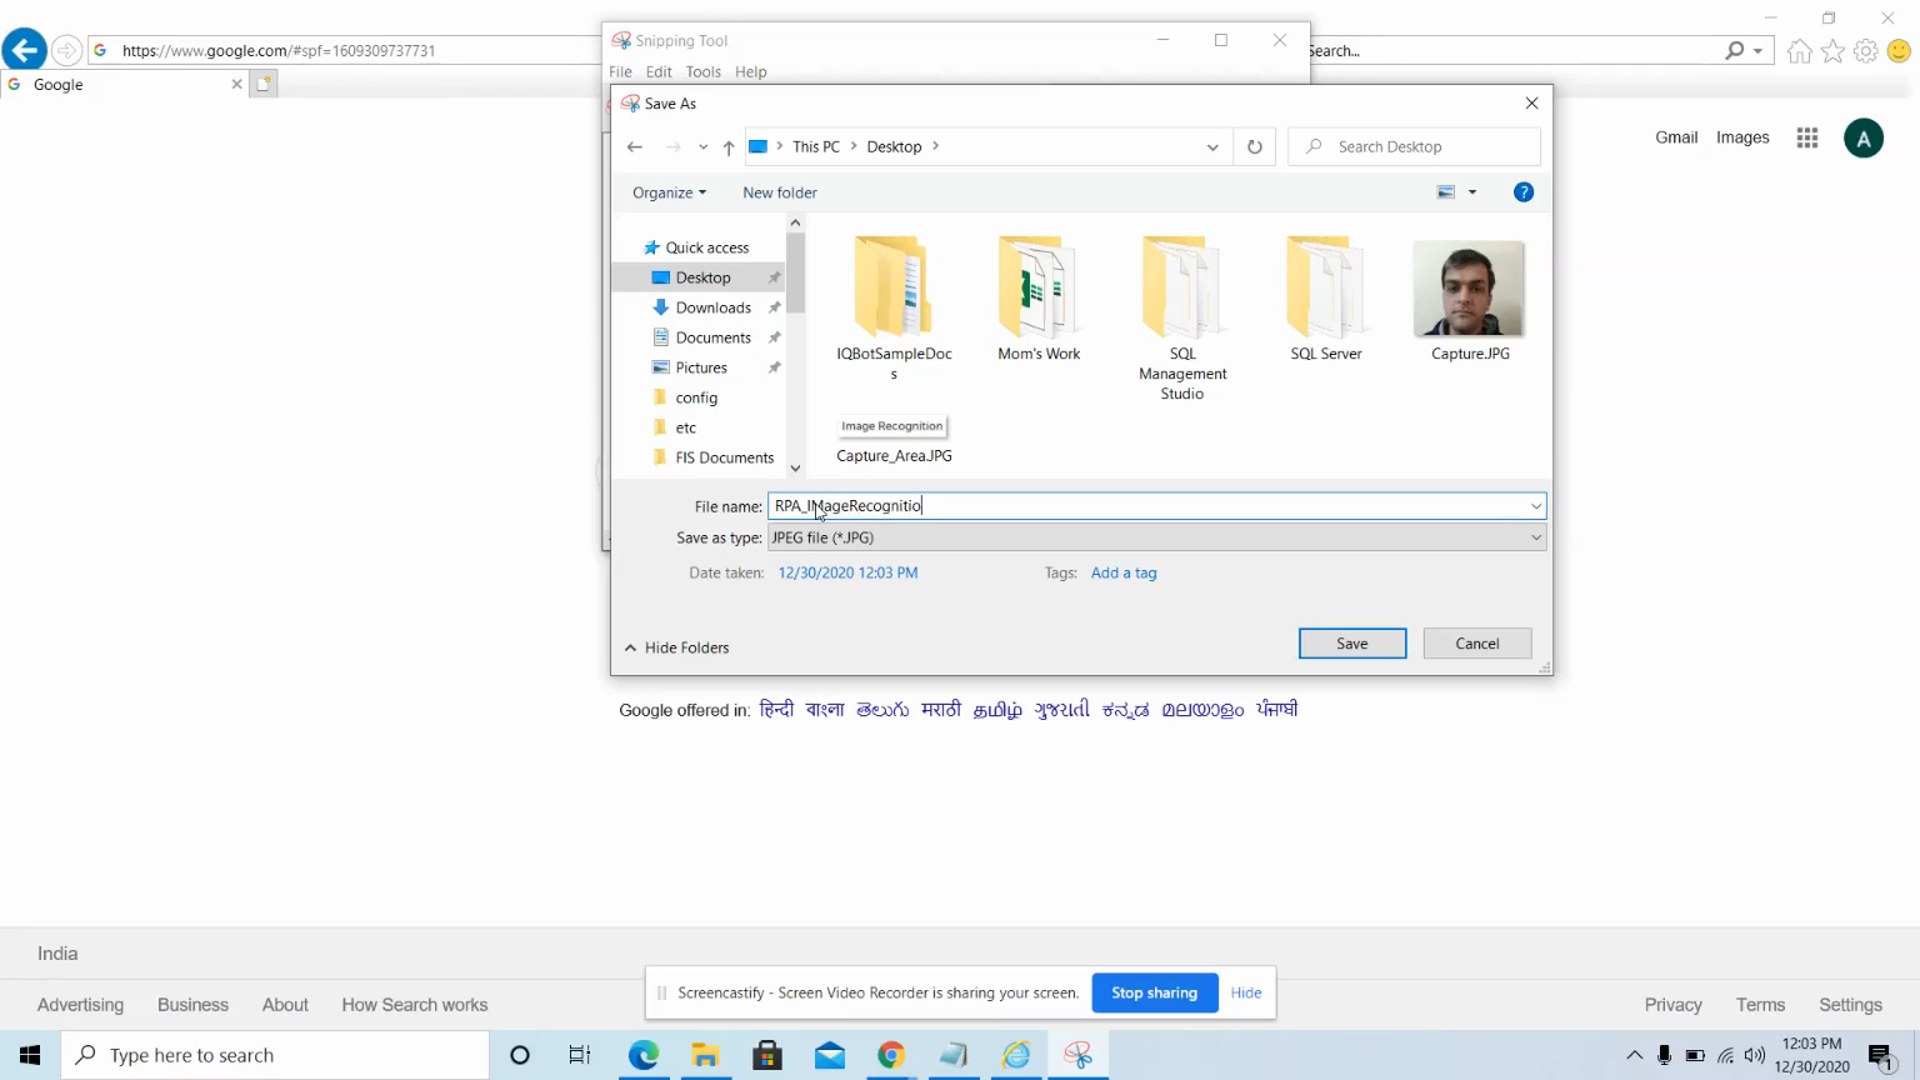 https://www.google.com/#spf=1609309737731
Search...
Google
Snipping Tool
File Edit Tools Help
Save As
This PC > Desktop >
Search Desktop
Organize
New folder
Gmail Images
A
Quick access
Desktop
Downloads
Documents
Pictures
config
etc
FIS Documents
IQBotSampleDoc
s
Mom's Work
SQL
Management
Studio
SQL Server
Capture.JPG
Image Recognition
Capture_Area.JPG
File name: RPA_IMageRecognitio
Save as type: JPEG file (*.JPG)
Date taken: 12/30/2020 12:03 PM
Tags: Add a tag
Hide Folders
Save
Cancel
Google offered in: हिन्दी বাংলা తెలుగు मराठी தமிழ் ગુજરાતી ಕನ್ನಡ മലയാളം ਪੰਜਾਬੀ
India
Advertising Business About How Search works
Screencastify - Screen Video Recorder is sharing your screen. Stop sharing Hide
Privacy Terms Settings
Type here to search
12:03 PM
12/30/2020
1